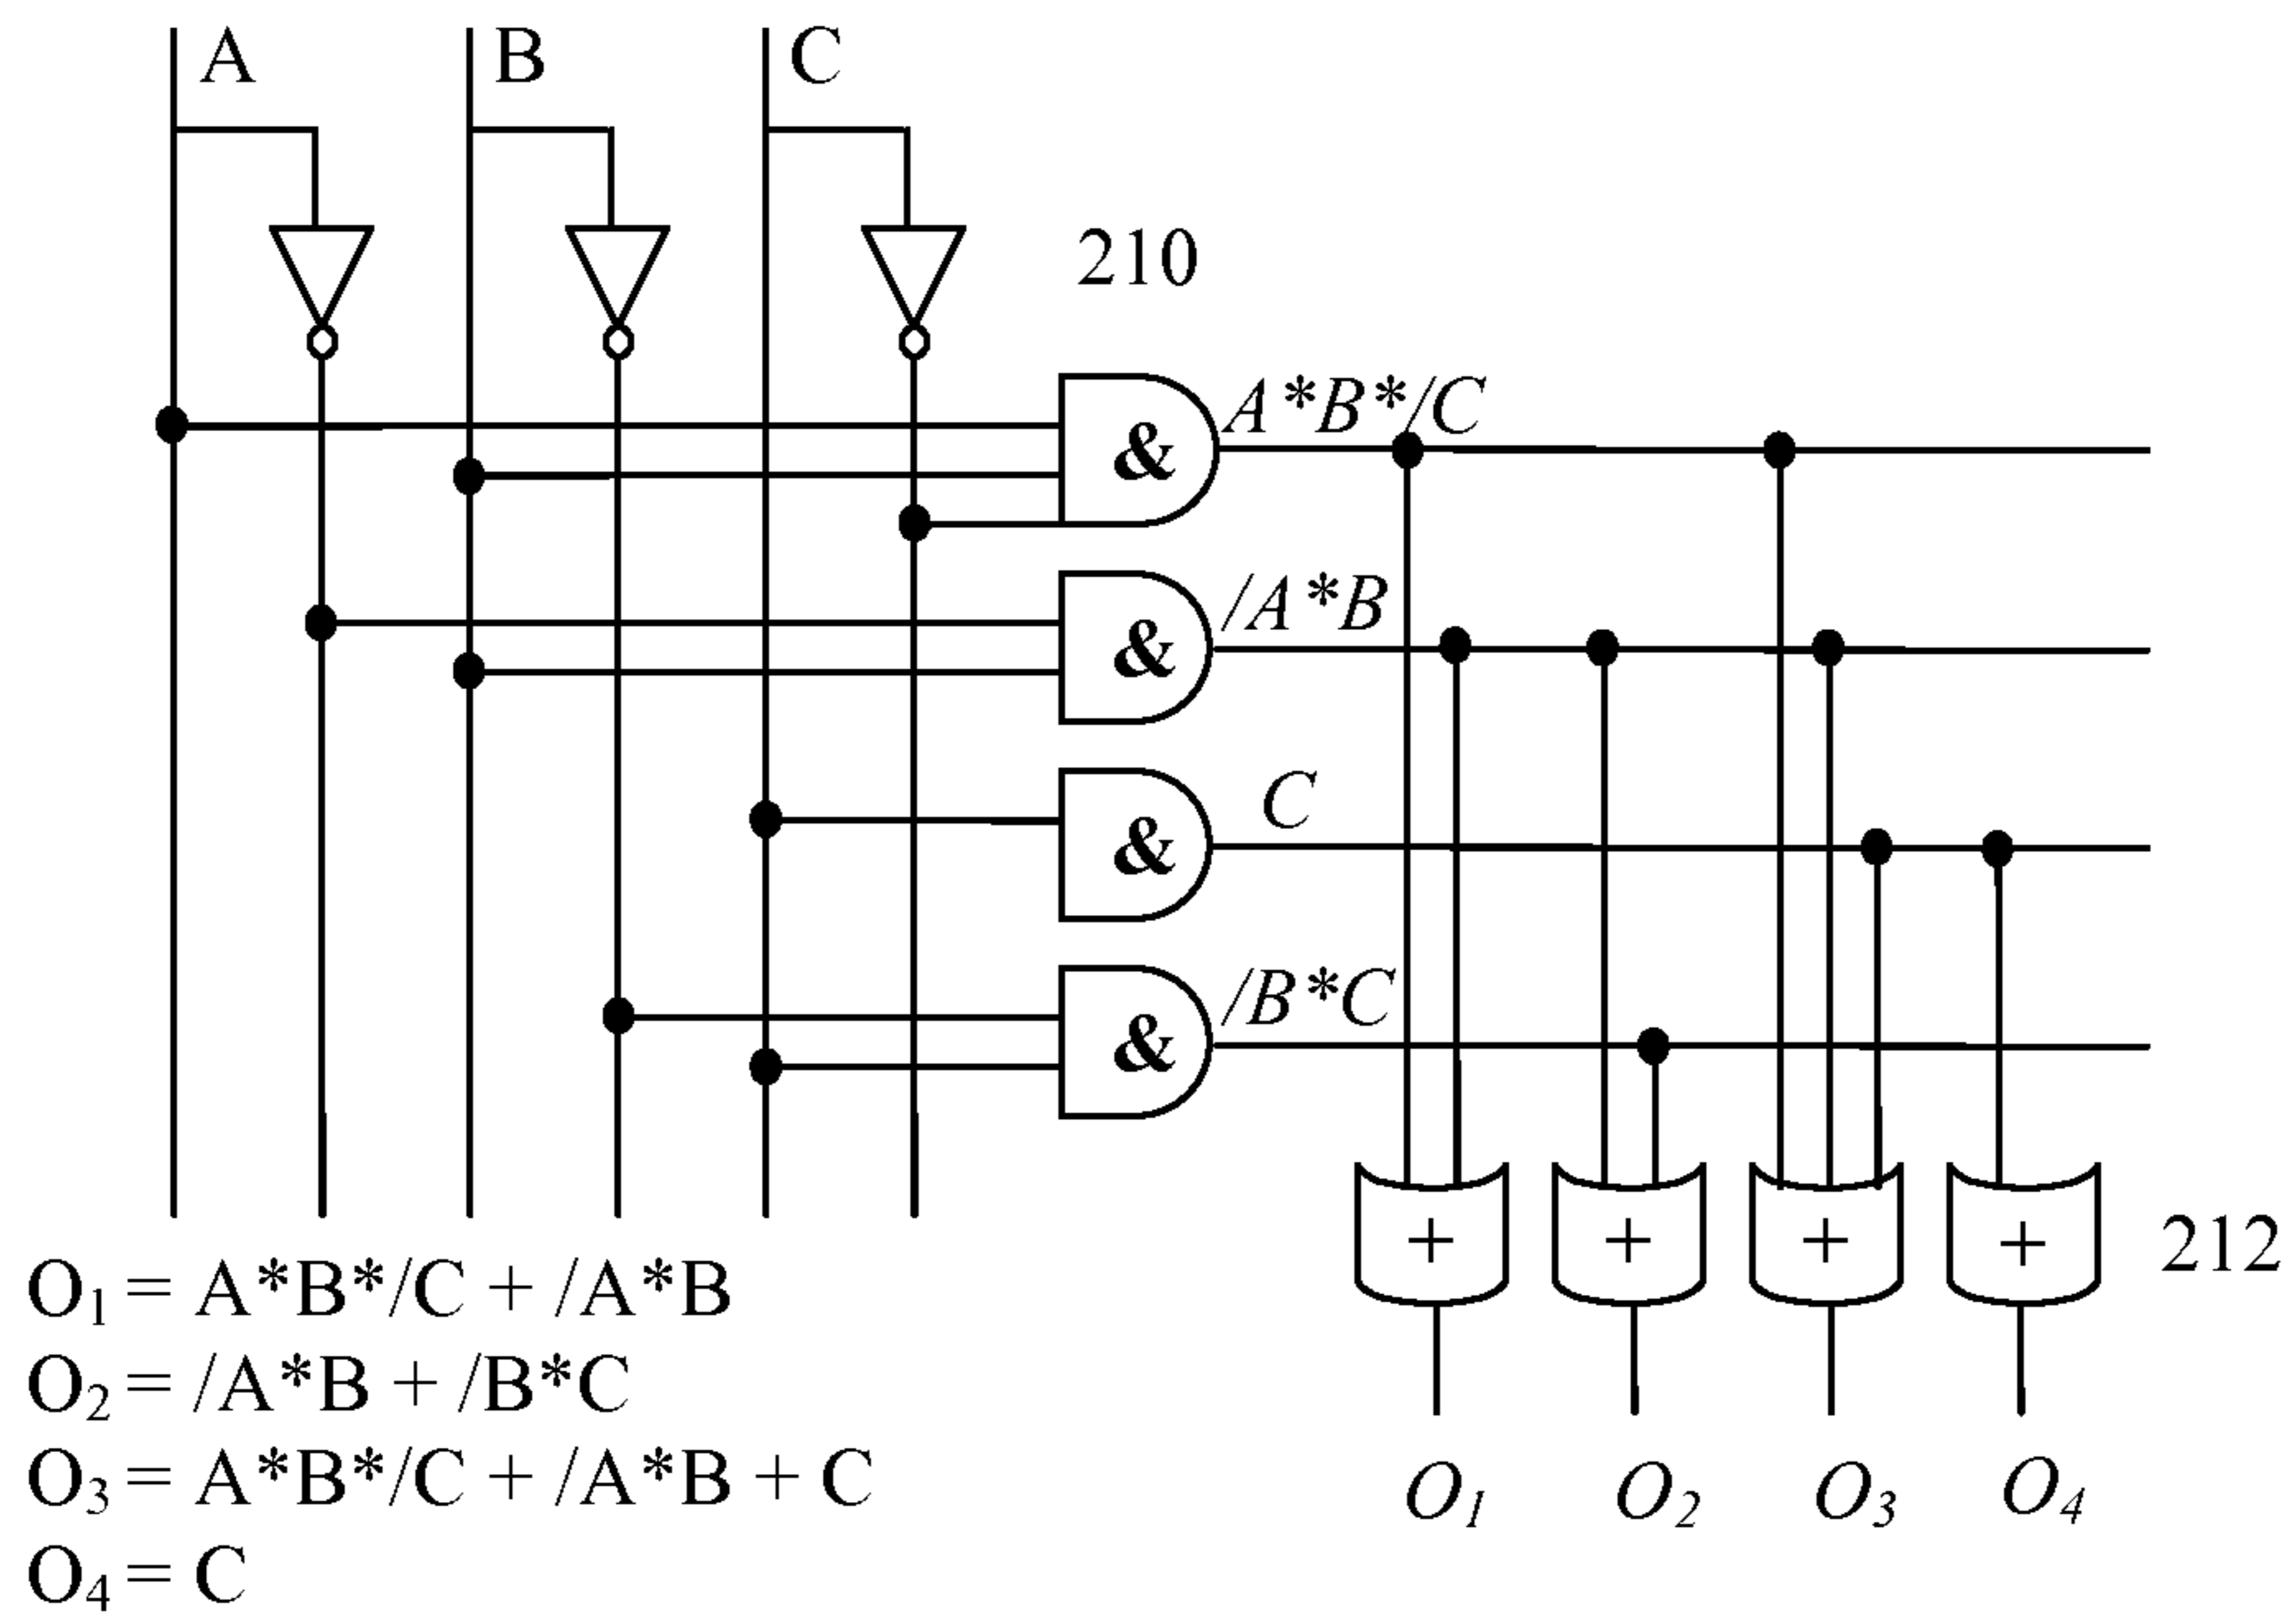 A B C
210
A*B*/C
&
/A*B
&
C
&
/B*C
&
+ + + + 212
O1 O2 O3 O4
O1 = A*B*/C + /A*B
O2 = /A*B + /B*C
O3 = A*B*/C + /A*B + C
O4 = C